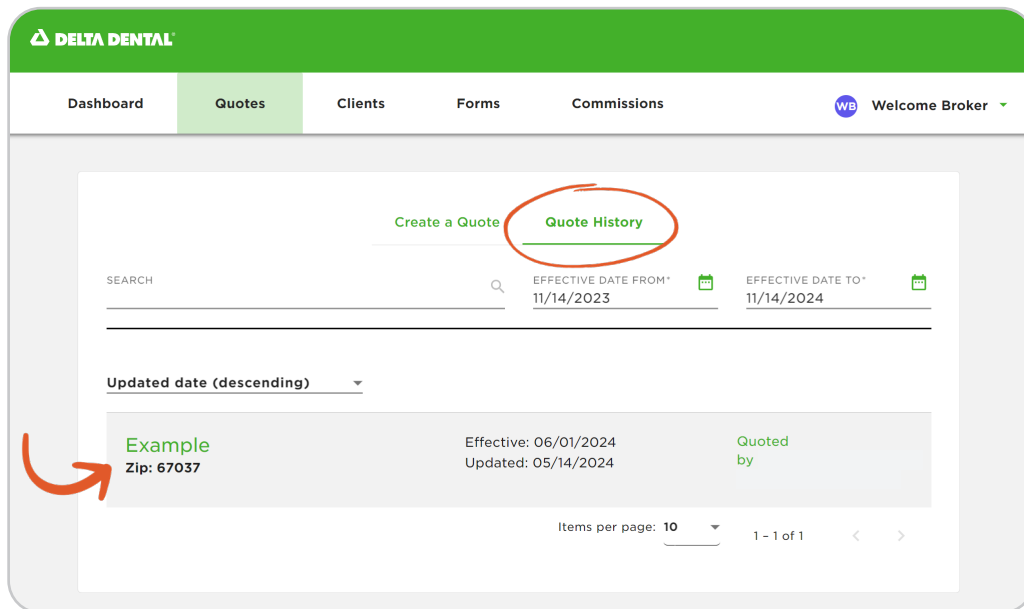 DELTA DENTAL®
Dashboard Quotes Clients Forms Commissions WB Welcome Broker
Create a Quote Quote History
SEARCH EFFECTIVE DATE FROM* EFFECTIVE DATE TO*
11/14/2023 11/14/2024
Updated date (descending)
Example Effective: 06/01/2024 Quoted
Zip: 67037 Updated: 05/14/2024 by
Items per page: 10 1 – 1 of 1